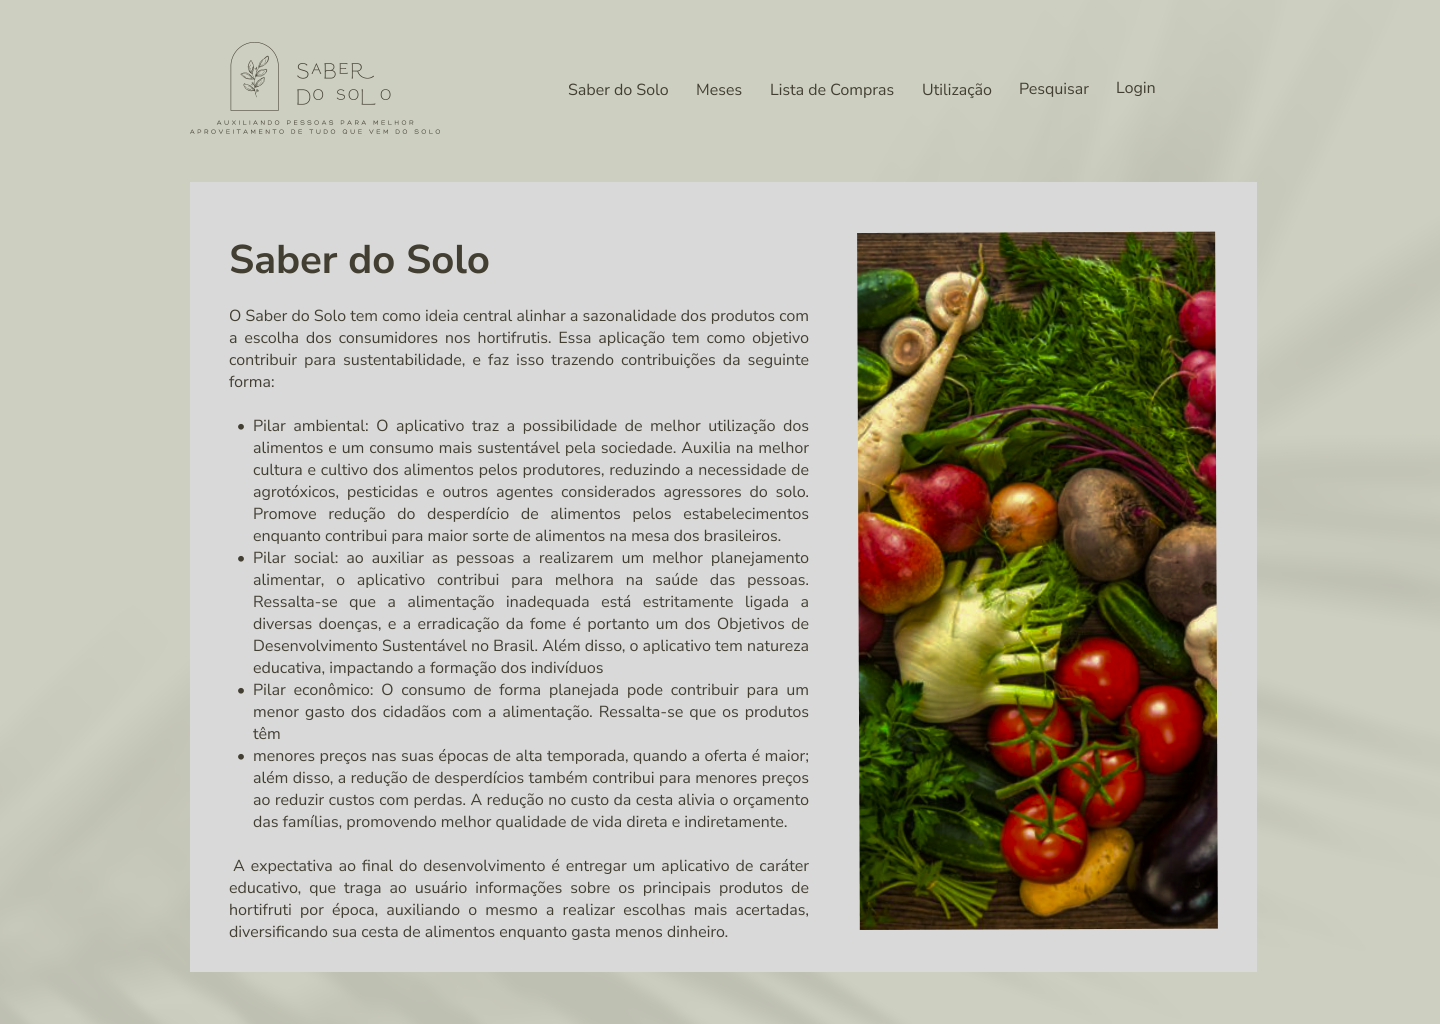 SABER
DO SOLO
AUXILIANDO PESSOAS PARA MELHOR
APROVEITAMENTO DE TUDO QUE VEM DO SOLO
Saber do Solo
Meses
Lista de Compras
Utilização
Pesquisar
Login
Saber do Solo
O Saber do Solo tem como ideia central alinhar a sazonalidade dos produtos com
a escolha dos consumidores nos hortifrutis. Essa aplicação tem como objetivo
contribuir para sustentabilidade, e faz isso trazendo contribuições da seguinte
forma:
• Pilar ambiental: O aplicativo traz a possibilidade de melhor utilização dos
alimentos e um consumo mais sustentável pela sociedade. Auxilia na melhor
cultura e cultivo dos alimentos pelos produtores, reduzindo a necessidade de
agrotóxicos, pesticidas e outros agentes considerados agressores do solo.
Promove redução do desperdício de alimentos pelos estabelecimentos
enquanto contribui para maior sorte de alimentos na mesa dos brasileiros.
• Pilar social: ao auxiliar as pessoas a realizarem um melhor planejamento
alimentar, o aplicativo contribui para melhora na saúde das pessoas.
Ressalta-se que a alimentação inadequada está estritamente ligada a
diversas doenças, e a erradicação da fome é portanto um dos Objetivos de
Desenvolvimento Sustentável no Brasil. Além disso, o aplicativo tem natureza
educativa, impactando a formação dos indivíduos
• Pilar econômico: O consumo de forma planejada pode contribuir para um
menor gasto dos cidadãos com a alimentação. Ressalta-se que os produtos
têm
• menores preços nas suas épocas de alta temporada, quando a oferta é maior;
além disso, a redução de desperdícios também contribui para menores preços
ao reduzir custos com perdas. A redução no custo da cesta alivia o orçamento
das famílias, promovendo melhor qualidade de vida direta e indiretamente.
A expectativa ao final do desenvolvimento é entregar um aplicativo de caráter
educativo, que traga ao usuário informações sobre os principais produtos de
hortifruti por época, auxiliando o mesmo a realizar escolhas mais acertadas,
diversificando sua cesta de alimentos enquanto gasta menos dinheiro.